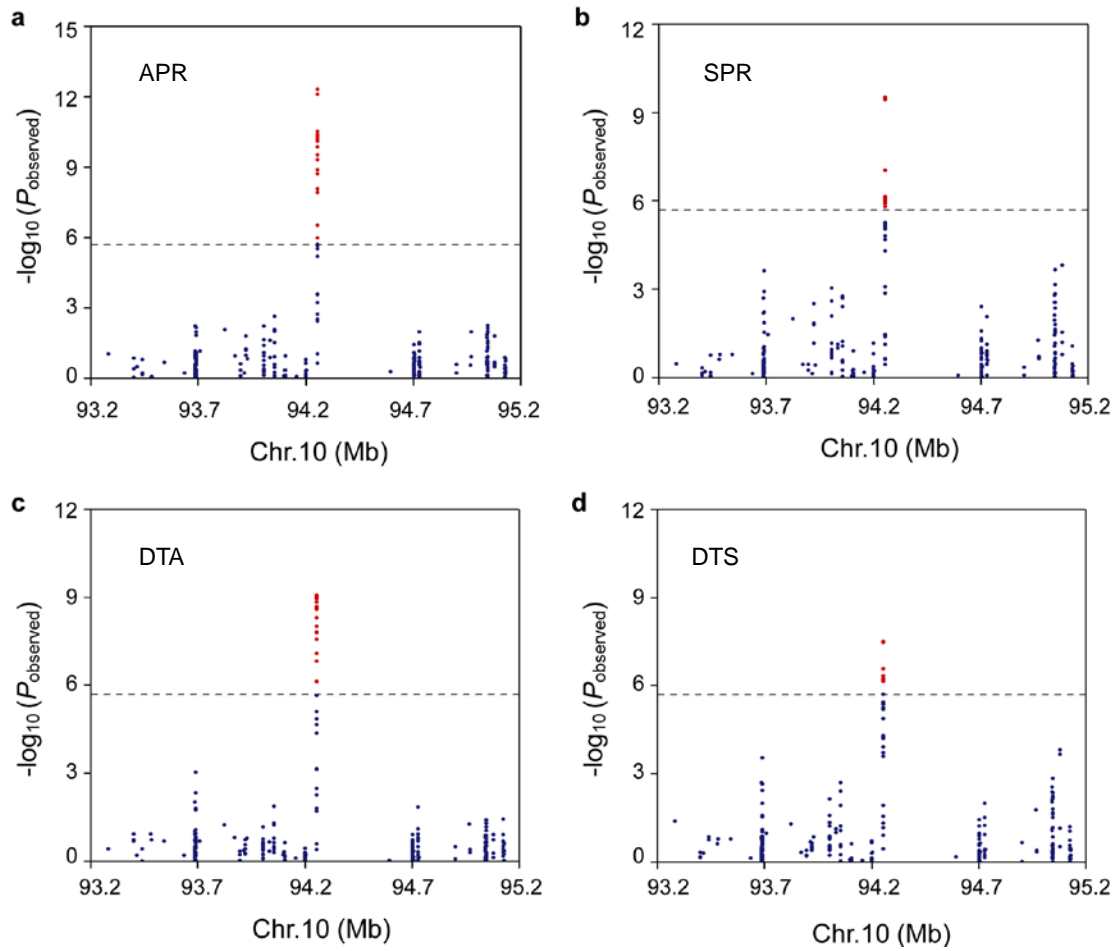 a
APR
15
12
9
6
3
0
-log10 (Pobserved)
93.2 93.7 94.2 94.7 95.2
Chr.10 (Mb)
b
SPR
12
9
6
3
0
-log10 (Pobserved)
93.2 93.7 94.2 94.7 95.2
Chr.10 (Mb)
c
DTA
12
9
6
3
0
-log10 (Pobserved)
93.2 93.7 94.2 94.7 95.2
Chr.10 (Mb)
d
DTS
12
9
6
3
0
-log10 (Pobserved)
93.2 93.7 94.2 94.7 95.2
Chr.10 (Mb)